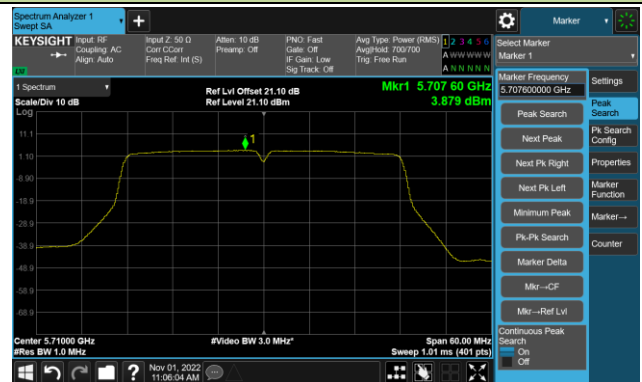 Spectrum Analyzer 1
Swept SA
+
Marker
KEYSIGHT
Input: RF
Coupling: AC
Align: Auto
Input Z: 50 Ω
Corr CCorr
Freq Ref: Int (S)
Atten: 10 dB
Preamp: Off
PNO: Fast
Gate: Off
IF Gain: Low
Sig Track: Off
Avg Type: Power (RMS)
Avg|Hold: 700/700
Trig: Free Run
1 2 3 4 5 6
A W W W W W
A N N N N N
LW
Select Marker
Marker 1
1 Spectrum
Scale/Div 10 dB
Log
Ref Lvl Offset 21.10 dB
Ref Level 21.10 dBm
Mkr1 5.707 60 GHz
3.879 dBm
11.1
1.10
-8.90
-18.9
-28.9
-38.9
-48.9
-58.9
-68.9
1
Center 5.71000 GHz
#Res BW 1.0 MHz
#Video BW 3.0 MHz*
Span 60.00 MHz
Sweep 1.01 ms (401 pts)
Marker Frequency
5.707600000 GHz
Peak Search
Next Peak
Next Pk Right
Next Pk Left
Minimum Peak
Pk-Pk Search
Marker Delta
Mkr→CF
Mkr→Ref Lvl
Continuous Peak
Search
On
Off
Settings
Peak
Search
Pk Search
Config
Properties
Marker
Function
Marker→
Counter
?
Nov 01, 2022
11:06:04 AM